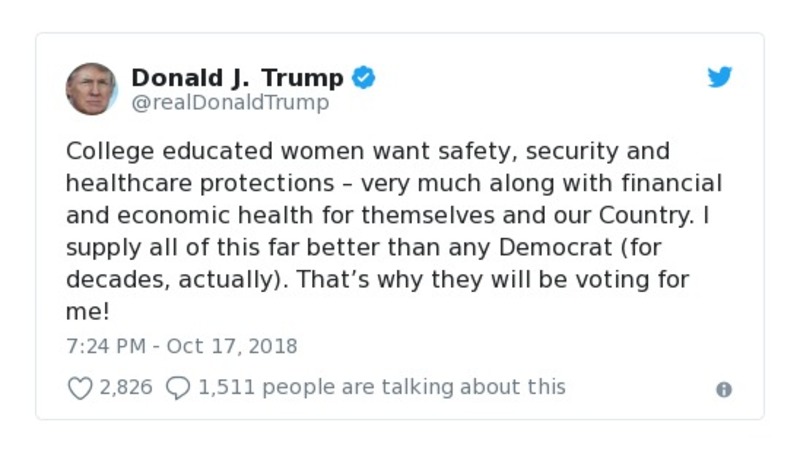 Donald J. Trump
@realDonaldTrump
College educated women want safety, security and
healthcare protections – very much along with financial
and economic health for themselves and our Country. I
supply all of this far better than any Democrat (for
decades, actually). That’s why they will be voting for
me!
7:24 PM - Oct 17, 2018
2,826 1,511 people are talking about this